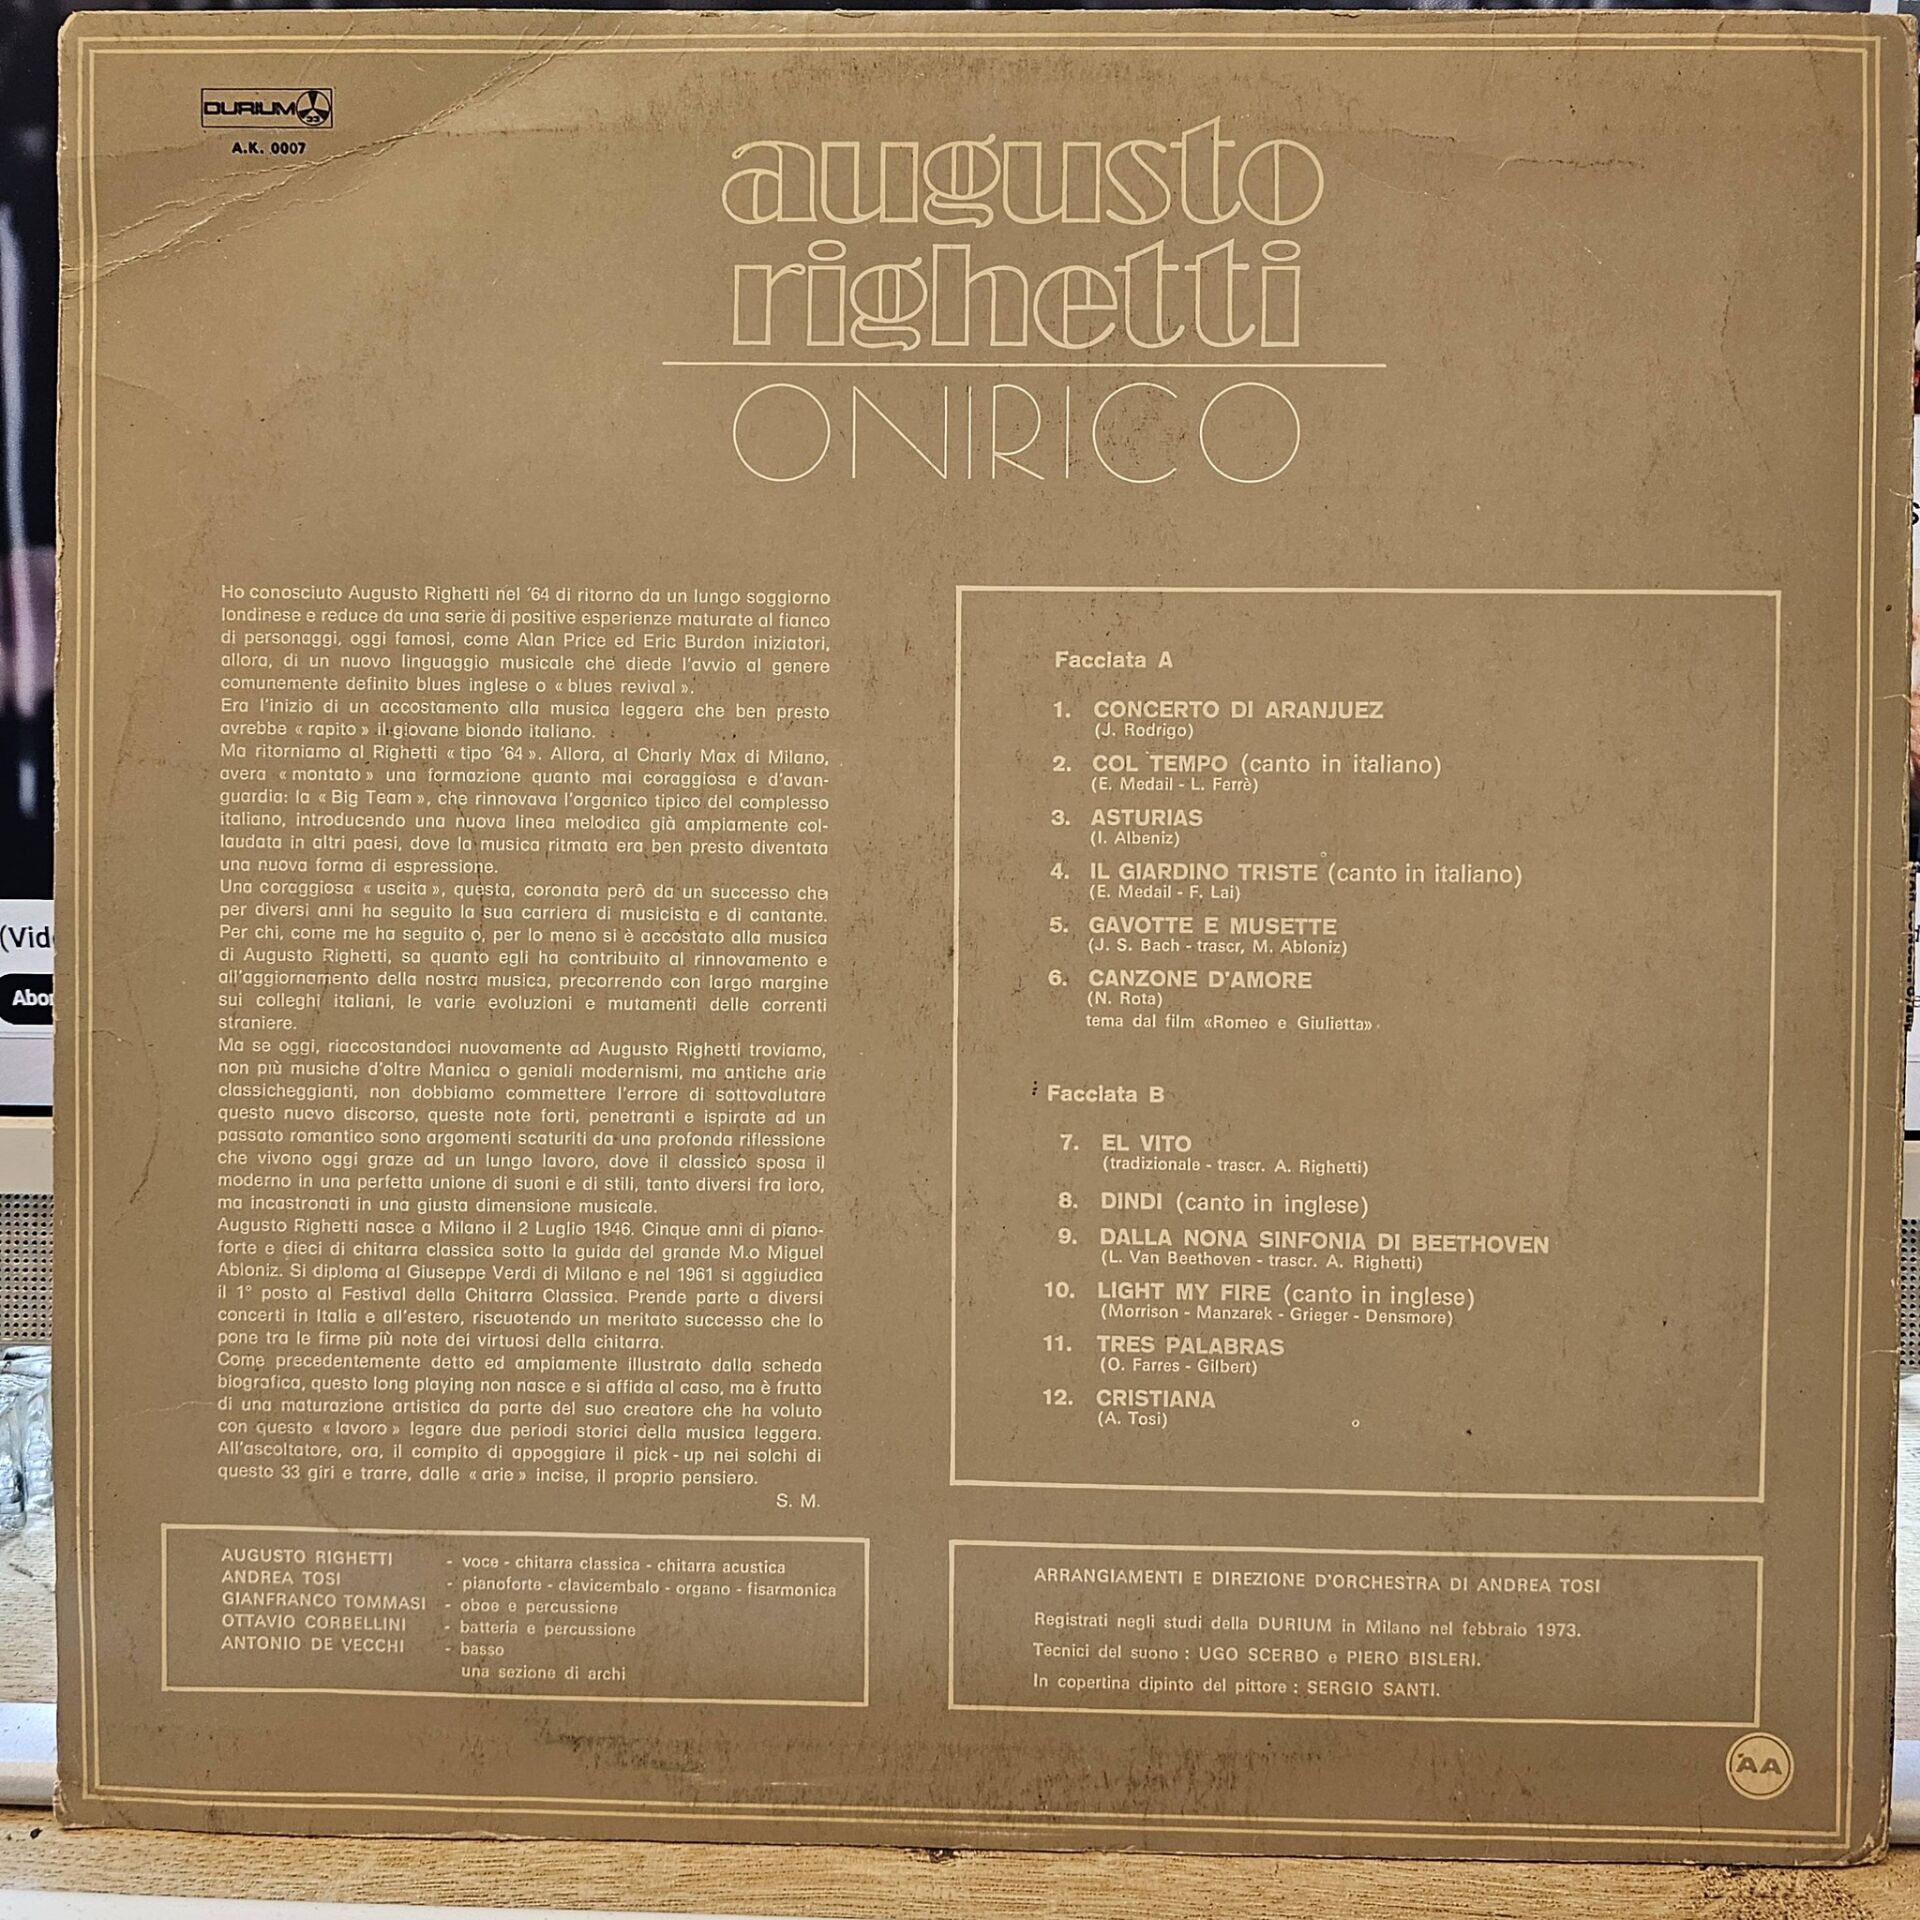 DURIUM 33
A.K. 0007
augusto
righetti
ONIRICO
Ho conosciuto Augusto Righetti nel '64 di ritorno da un lungo soggiorno
londinese e reduce da una serie di positive esperienze maturate al fianco
di personaggi, oggi famosi, come Alan Price ed Eric Burdon iniziatori,
allora, di un nuovo linguaggio musicale che diede l'avvio al genere
comunemente definito blues inglese o « blues revival ».
Era l'inizio di un accostamento alla musica leggera che ben presto
avrebbe « rapito » il giovane biondo italiano.
Ma ritorniamo al Righetti « tipo '64 ». Allora, al Charly Max di Milano,
avera « montato » una formazione quanto mai coraggiosa e d'avan-
guardia: la « Big Team », che rinnovava l'organico tipico del complesso
italiano, introducendo una nuova linea melodica già ampiamente col-
laudata in altri paesi, dove la musica ritmata era ben presto diventata
una nuova forma di espressione.
Una coraggiosa « uscita », questa, coronata però da un successo che
per diversi anni ha seguito la sua carriera di musicista e di cantante.
Per chi, come me ha seguito o, per lo meno si è accostato alla musica
di Augusto Righetti, sa quanto egli ha contribuito al rinnovamento e
all'aggiornamento della nostra musica, precorrendo con largo margine
sui colleghi italiani, le varie evoluzioni e mutamenti delle correnti
straniere.
Ma se oggi, riaccostandoci nuovamente ad Augusto Righetti troviamo,
non più musiche d'oltre Manica o geniali modernismi, ma antiche arie
classicheggianti, non dobbiamo commettere l'errore di sottovalutare
questo nuovo discorso, queste note forti, penetranti e ispirate ad un
passato romantico sono argomenti scaturiti da una profonda riflessione
che vivono oggi graze ad un lungo lavoro, dove il classico sposa il
moderno in una perfetta unione di suoni e di stili, tanto diversi fra loro,
ma incastronati in una giusta dimensione musicale.
Augusto Righetti nasce a Milano il 2 Luglio 1946. Cinque anni di piano-
forte e dieci di chitarra classica sotto la guida del grande M.o Miguel
Abloniz. Si diploma al Giuseppe Verdi di Milano e nel 1961 si aggiudica
il 1° posto al Festival della Chitarra Classica. Prende parte a diversi
concerti in Italia e all'estero, riscuotendo un meritato successo che lo
pone tra le firme più note dei virtuosi della chitarra.
Come precedentemente detto ed ampiamente illustrato dalla scheda
biografica, questo long playing non nasce e si affida al caso, ma è frutto
di una maturazione artistica da parte del suo creatore che ha voluto
con questo « lavoro » legare due periodi storici della musica leggera.
All'ascoltatore, ora, il compito di appoggiare il pick - up nei solchi di
questo 33 giri e trarre, dalle « arie » incise, il proprio pensiero.
S. M.
Facciata A
1. CONCERTO DI ARANJUEZ
(J. Rodrigo)
2. COL TEMPO (canto in italiano)
(E. Medail - L. Ferrè)
3. ASTURIAS
(I. Albeniz)
4. IL GIARDINO TRISTE (canto in italiano)
(E. Medail - F. Lai)
5. GAVOTTE E MUSETTE
(J. S. Bach - trascr, M. Abloniz)
6. CANZONE D'AMORE
(N. Rota)
tema dal film «Romeo e Giulietta»
Facciata B
7. EL VITO
(tradizionale - trascr. A. Righetti)
8. DINDI (canto in inglese)
9. DALLA NONA SINFONIA DI BEETHOVEN
(L. Van Beethoven - trascr. A. Righetti)
10. LIGHT MY FIRE (canto in inglese)
(Morrison - Manzarek - Grieger - Densmore)
11. TRES PALABRAS
(O. Farres - Gilbert)
12. CRISTIANA
(A. Tosi)
AUGUSTO RIGHETTI - voce - chitarra classica - chitarra acustica
ANDREA TOSI - pianoforte - clavicembalo - organo - fisarmonica
GIANFRANCO TOMMASI - oboe e percussione
OTTAVIO CORBELLINI - batteria e percussione
ANTONIO DE VECCHI - basso
una sezione di archi
ARRANGIAMENTI E DIREZIONE D'ORCHESTRA DI ANDREA TOSI
Registrati negli studi della DURIUM in Milano nel febbraio 1973.
Tecnici del suono : UGO SCERBO e PIERO BISLERI.
In copertina dipinto del pittore : SERGIO SANTI.
AA